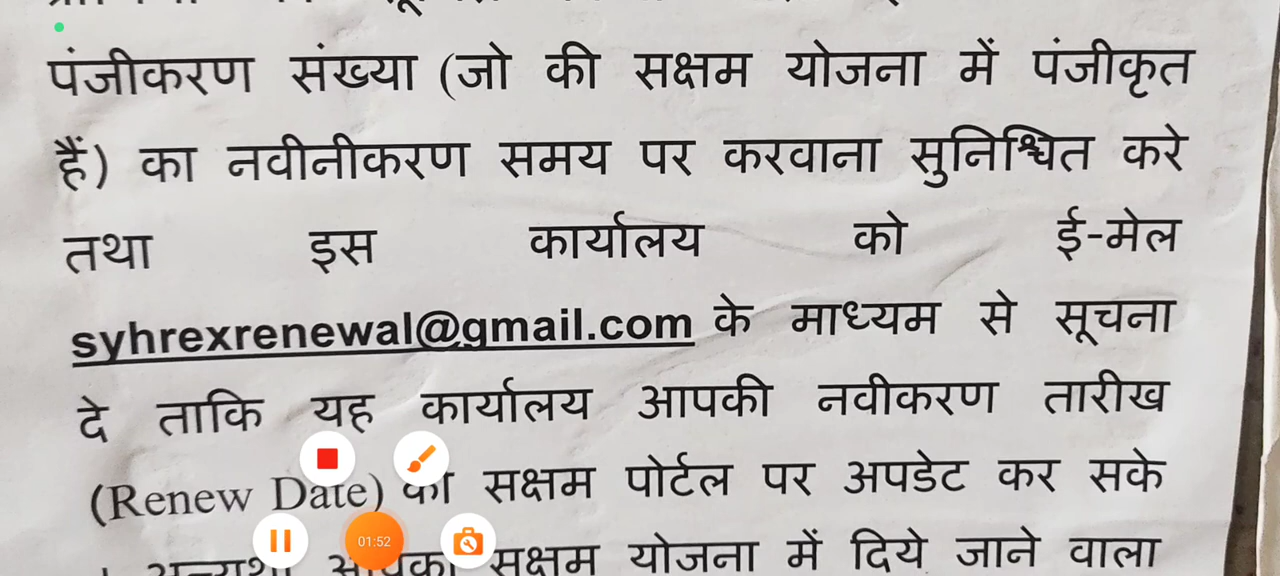 पंजीकरण संख्या (जो की सक्षम योजना में पंजीकृत
हैं) का नवीनीकरण समय पर करवाना सुनिश्चित करे
तथा इस कार्यालय को ई-मेल
syhrexrenewal@gmail.com के माध्यम से सूचना
दे ताकि यह कार्यालय आपकी नवीकरण तारीख
(Renew Date) को सक्षम पोर्टल पर अपडेट कर सके
सक्षम योजना में दिये जाने वाला
01:52